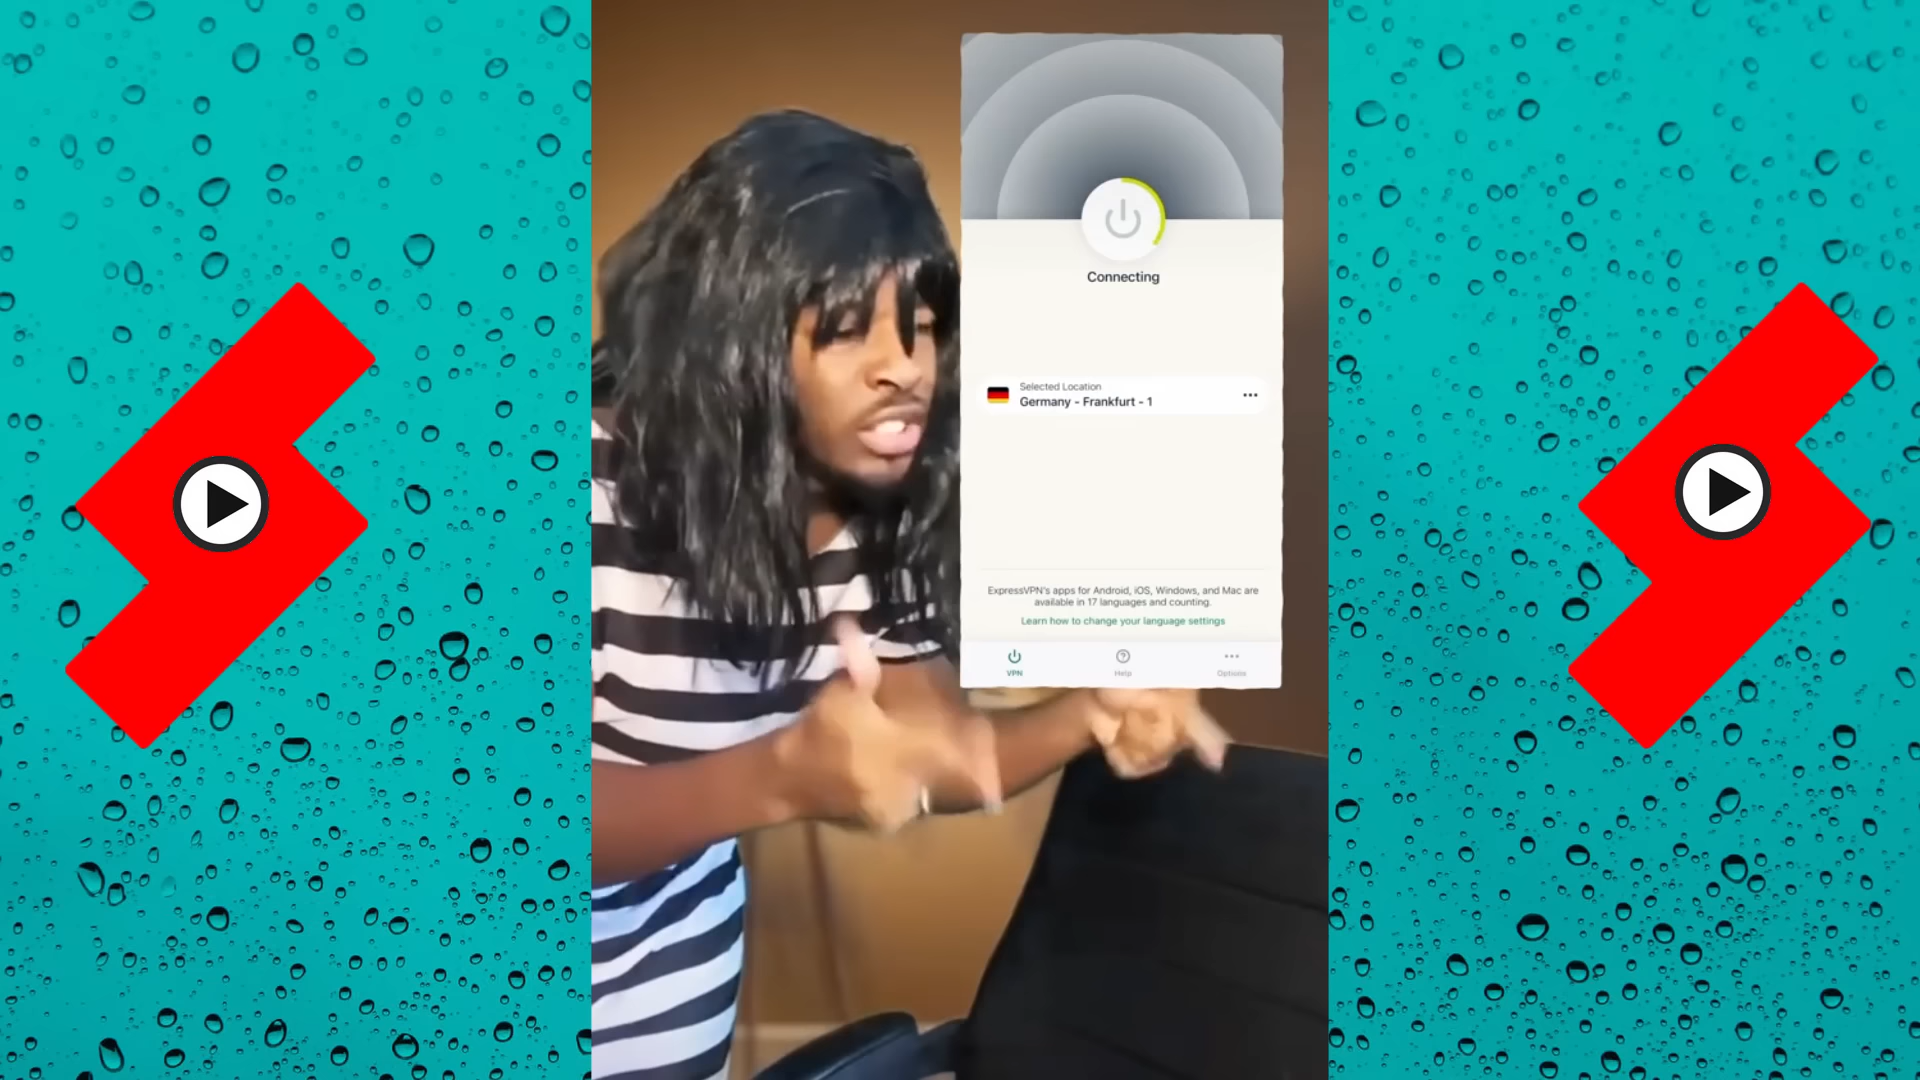 Connecting
Selected Location
Germany - Frankfurt - 1
ExpressVPN's apps for Android, iOS, Windows, and Mac are
available in 17 languages and counting.
Learn how to change your language settings
VPN
Help
Options